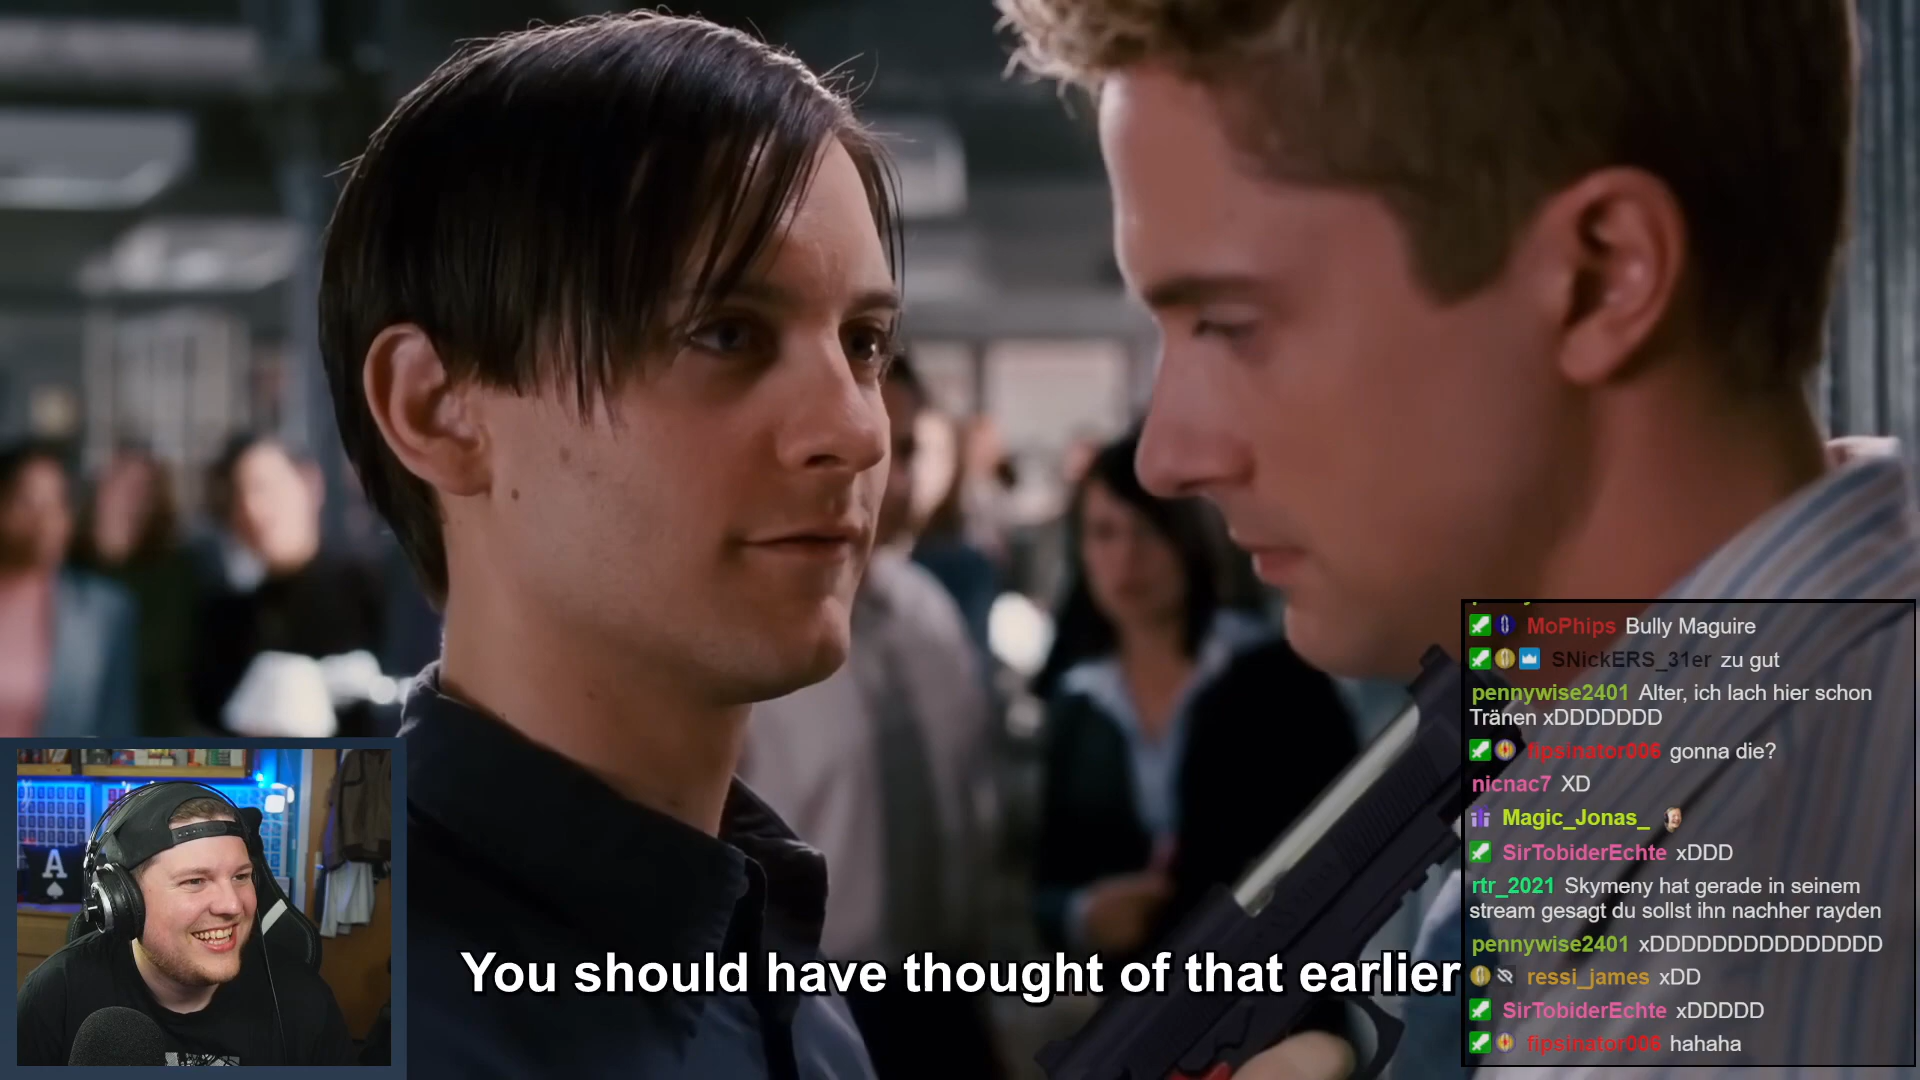 MoPhips Bully Maguire
SNickERS_31er zu gut
pennywise2401 Alter, ich lach hier schon
Tränen xDDDDDDD
fipsinator006 gonna die?
nicnac7 XD
Magic_Jonas_
SirTobiderEchte xDDD
rtr_2021 Skymeny hat gerade in seinem
stream gesagt du sollst ihn nachher rayden
pennywise2401 xDDDDDDDDDDDDDDD
ressi_james xDD
SirTobiderEchte xDDDDD
fipsinator006 hahaha
A
You should have thought of that earlier